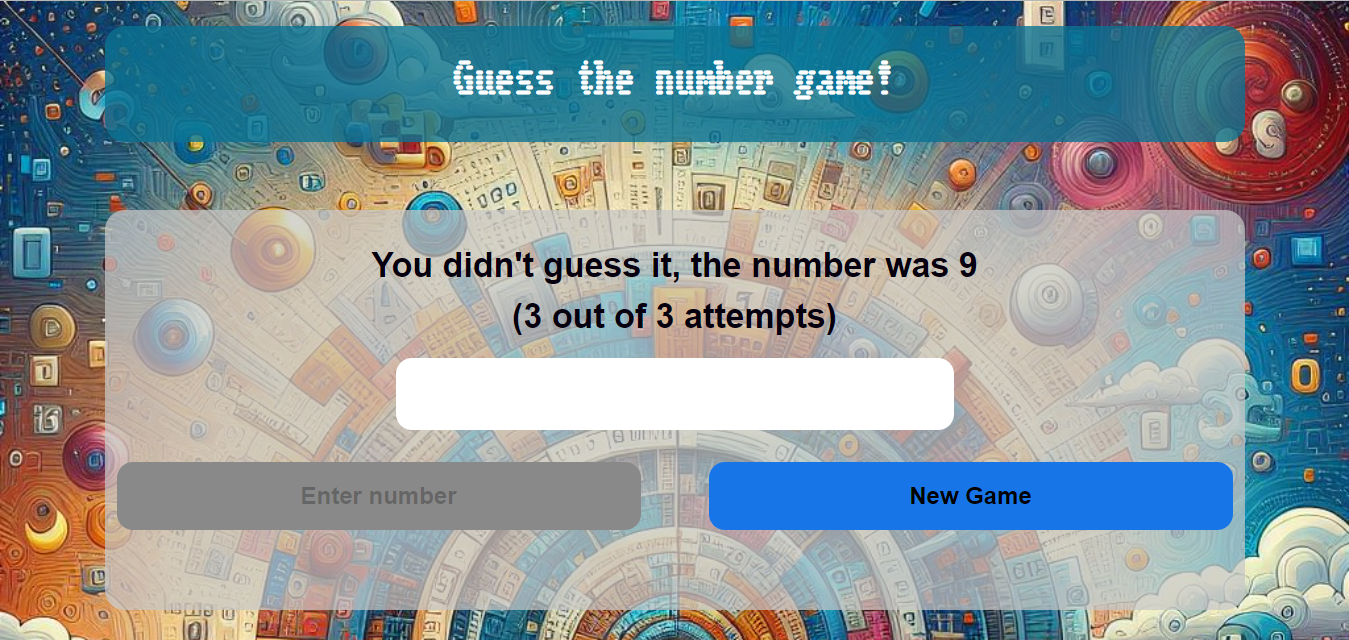 Guess the number game!
You didn't guess it, the number was 9
(3 out of 3 attempts)
Enter number
New Game